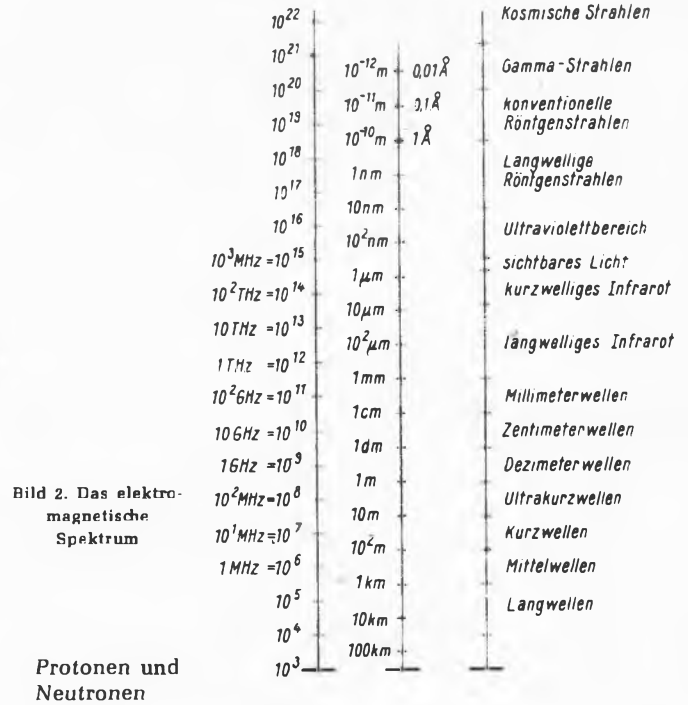 10²² Kosmische Strahlen
10²¹
10⁻¹²m 0,01Å Gamma-Strahlen
10²⁰
10⁻¹¹m 0,1Å konventionelle
10¹⁹ Röntgenstrahlen
10⁻¹⁰m 1Å
10¹⁸ Langwellige
1nm Röntgenstrahlen
10¹⁷
10nm
10¹⁶ Ultraviolettbereich
10²nm
10³MHz=10¹⁵ sichtbares Licht
1µm
10²THz=10¹⁴ kurzwelliges Infrarot
10µm
10THz=10¹³
10²µm langwelliges Infrarot
1THz=10¹²
1mm
10²GHz=10¹¹ Millimeterwellen
1cm
10GHz=10¹⁰ Zentimeterwellen
1dm
1GHz=10⁹ Dezimeterwellen
1m
Bild 2. Das elektro- 10²MHz=10⁸ Ultrakurzwellen
magnetische 10m
Spektrum 10¹MHz=10⁷ Kurzwellen
10²m
1MHz=10⁶ Mittelwellen
1km
10⁵ Langwellen
10km
10⁴
100km
10³
Protonen und
Neutronen